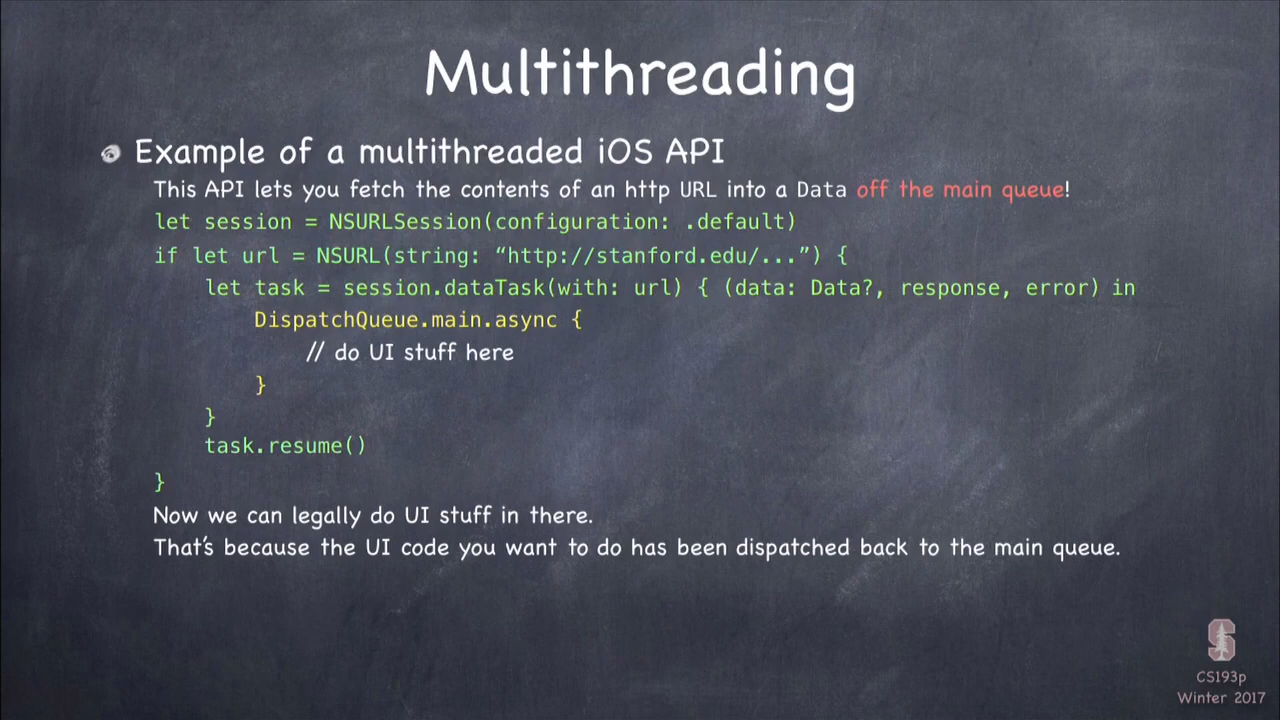 Multithreading
Example of a multithreaded iOS API
This API lets you fetch the contents of an http URL into a Data off the main queue!
let session = NSURLSession(configuration: .default)
if let url = NSURL(string: “http://stanford.edu/...”) {
let task = session.dataTask(with: url) { (data: Data?, response, error) in
DispatchQueue.main.async {
// do UI stuff here
}
}
task.resume()
}
Now we can legally do UI stuff in there.
That’s because the UI code you want to do has been dispatched back to the main queue.
S
CS193p
Winter 2017